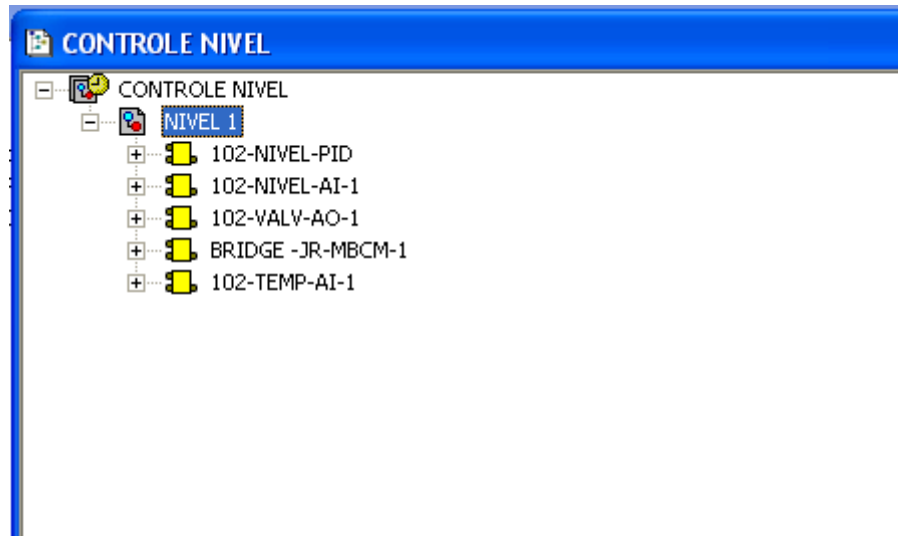 CONTROLE NIVEL
CONTROLE NIVEL
NIVEL 1
102-NIVEL-PID
102-NIVEL-AI-1
102-VALV-AO-1
BRIDGE -JR-MBCM-1
102-TEMP-AI-1